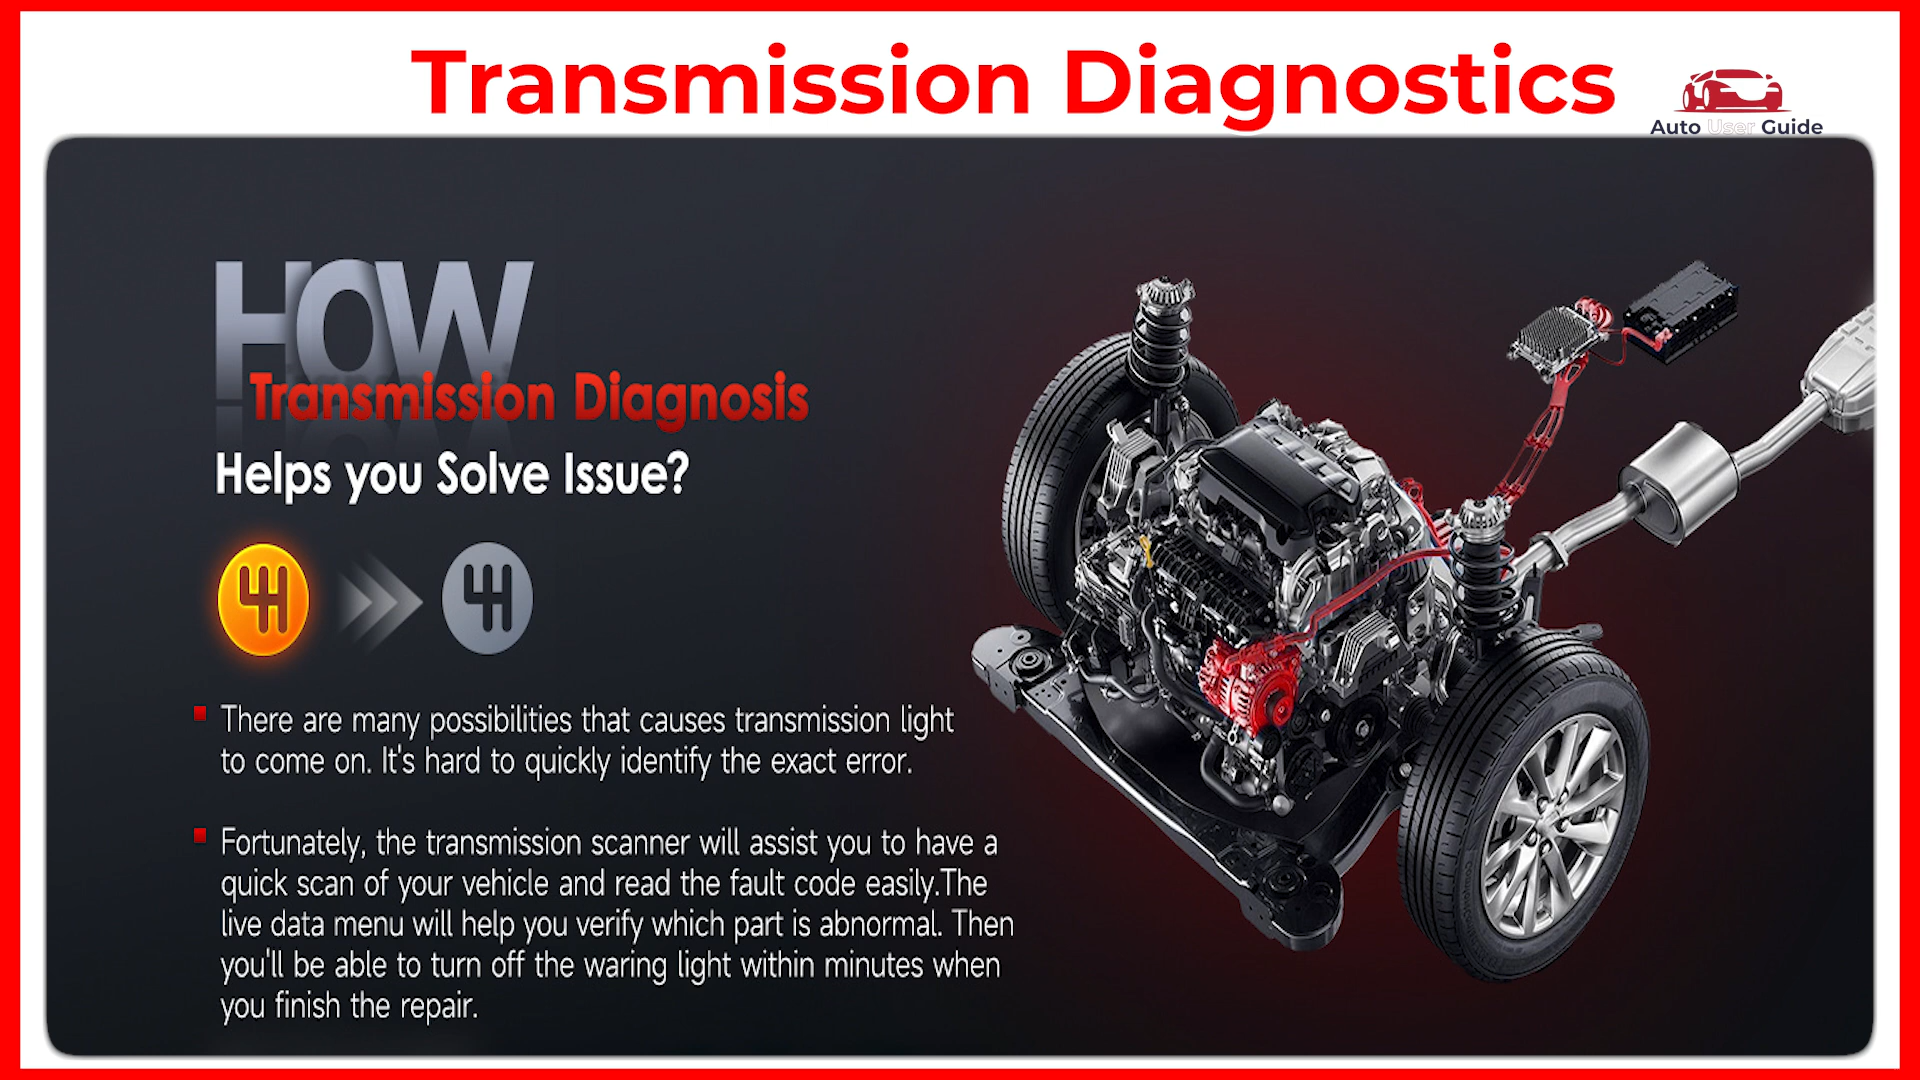 Transmission Diagnostics
Auto User Guide
HOW
Transmission Diagnosis
Helps you Solve Issue?
There are many possibilities that causes transmission light
to come on. It's hard to quickly identify the exact error.
Fortunately, the transmission scanner will assist you to have a
quick scan of your vehicle and read the fault code easily.The
live data menu will help you verify which part is abnormal. Then
you'll be able to turn off the waring light within minutes when
you finish the repair.